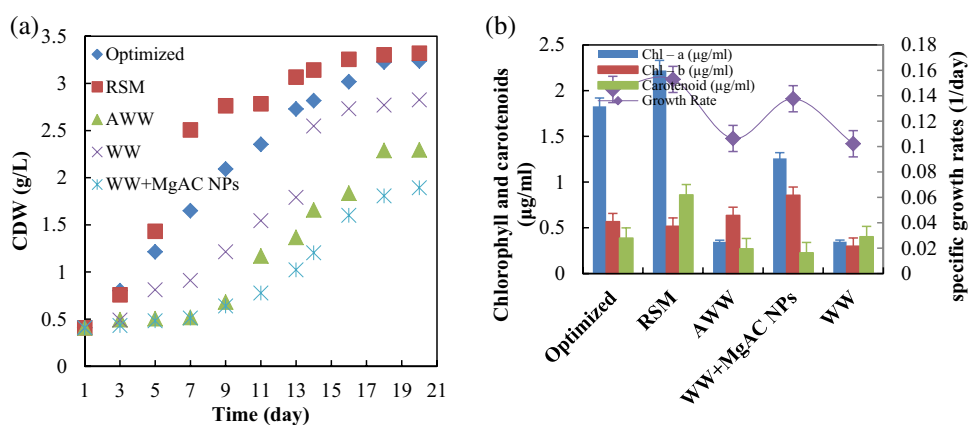 (a)
CDW (g/L)
3.5
3
2.5
2
1.5
1
0.5
0
Optimized
RSM
AWW
WW
WW+MgAC NPs
1 3 5 7 9 11 13 15 17 19 21
Time (day)
(b)
Chlorophyll and carotenoids
(µg/ml)
2.5
2
1.5
1
0.5
0
Chl – a (µg/ml)
Chl – b (µg/ml)
Carotenoid (µg/ml)
Growth Rate
0.18
0.16
0.14
0.12
0.1
0.08
0.06
0.04
0.02
0
specific growth rates (1/day)
Optimized
RSM
AWW
WW+MgAC NPs
WW